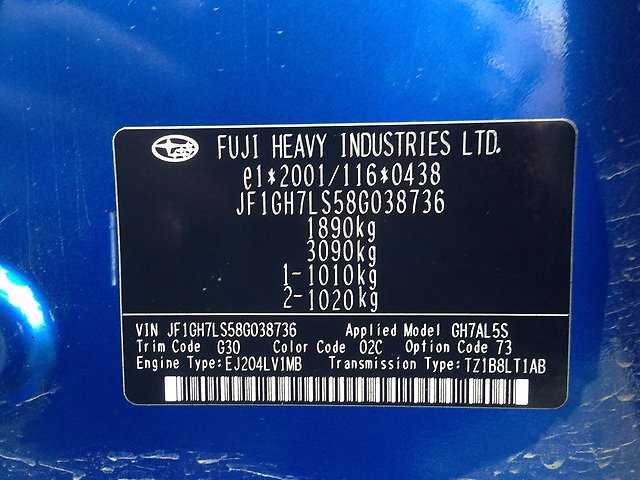 FUJI HEAVY INDUSTRIES LTD.
e1*2001/116*0438
JF1GH7LS58G038736
1890kg
3090kg
1-1010kg
2-1020kg
VIN JF1GH7LS58G038736 Applied Model GH7AL5S
Trim Code G30 Color Code 02C Option Code 73
Engine Type:EJ204LV1MB Transmission Type:TZ1B8LT1AB